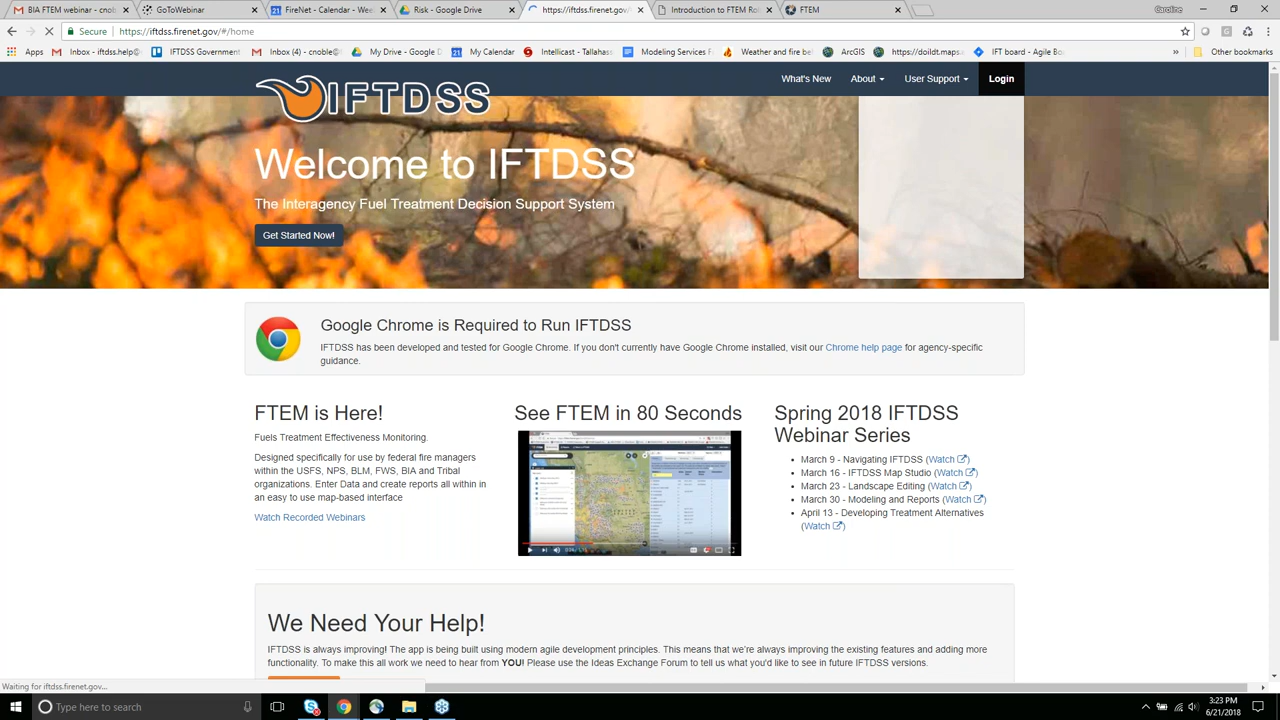 BIA FTEM webinar - cnobl
GoToWebinar
FireNet - Calendar - Wee
Risk - Google Drive
https://iftdss.firenet.gov/
Introduction to FTEM Ro
FTEM
Caroline
Secure
https://iftdss.firenet.gov/#/home
Apps
Inbox - iftdss.help@
IFTDSS Government
Inbox (4) - cnoble@
My Drive - Google D
My Calendar
Intellicast - Tallahass
Modeling Services F
Weather and fire be
ArcGIS
https://doildt.maps.a
IFT board - Agile Bo
Other bookmarks
IFTDSS
What's New
About
User Support
Login
Welcome to IFTDSS
The Interagency Fuel Treatment Decision Support System
Get Started Now!
Google Chrome is Required to Run IFTDSS
IFTDSS has been developed and tested for Google Chrome. If you don't currently have Google Chrome installed, visit our Chrome help page for agency-specific
guidance.
FTEM is Here!
Fuels Treatment Effectiveness Monitoring.
Designed specifically for use by federal fire managers
within the USFS, NPS, BLM, FWS, BIA and Tribal
organizations. Enter Data and create reports all within in
an easy to use map-based interface
Watch Recorded Webinars
See FTEM in 80 Seconds
Spring 2018 IFTDSS
Webinar Series
March 9 - Navigating IFTDSS (Watch )
March 16 - IFTDSS Map Studio (Watch )
March 23 - Landscape Editing (Watch )
March 30 - Modeling and Reports (Watch )
April 13 - Developing Treatment Alternatives
(Watch )
We Need Your Help!
IFTDSS is always improving! The app is being built using modern agile development principles. This means that we're always improving the existing features and adding more
functionality. To make this all work we need to hear from YOU! Please use the Ideas Exchange Forum to tell us what you'd like to see in future IFTDSS versions.
Waiting for iftdss.firenet.gov...
Type here to search
3:23 PM
6/21/2018